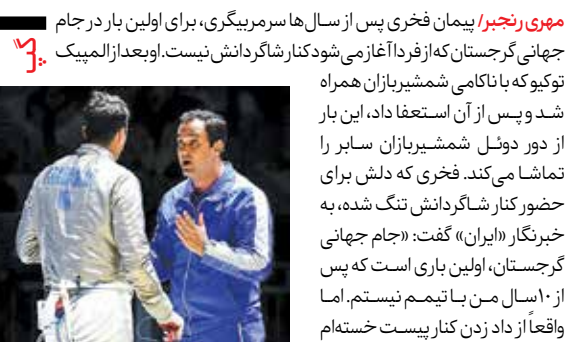 مهری رنجبر/ پیمان فخری پس از سال‌ها سرمربیگری، برای اولین بار در جام
جهانی گرجستان که از فردا آغاز می‌شود کنار شاگردانش نیست. او بعد از المپیک
توکیو که با ناکامی شمشیربازان همراه
شد و پس از آن استعفا داد، این بار
از دور دوئل شمشیربازان سابر را
تماشا می‌کند. فخری که دلش برای
حضور کنار شاگردانش تنگ شده، به
خبرنگار «ایران» گفت: «جام جهانی
گرجستان، اولین باری است که پس
از ۱۰ سال من با تیمم نیستم. اما
واقعاً از داد زدن کنار پیست خسته‌ام
گپ